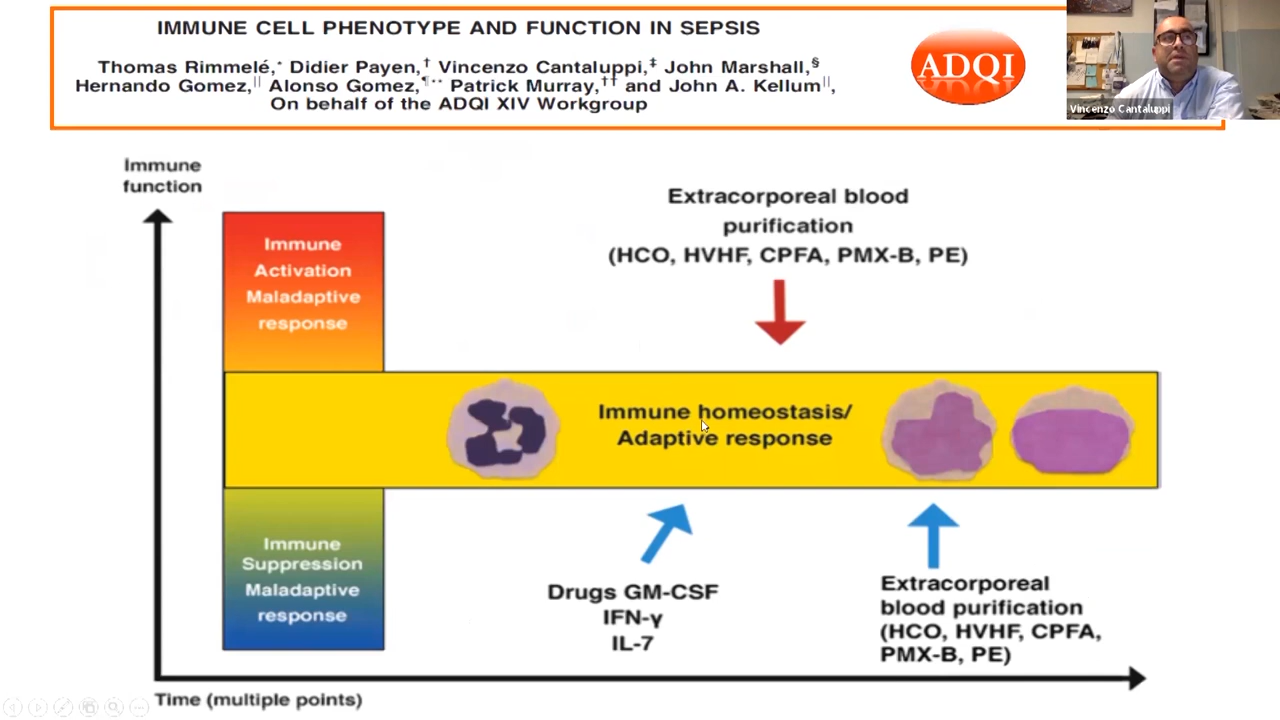 IMMUNE CELL PHENOTYPE AND FUNCTION IN SEPSIS
Thomas Rimmelé,* Didier Payen,† Vincenzo Cantaluppi,‡ John Marshall,§
Hernando Gomez,|| Alonso Gomez,¶** Patrick Murray,†† and John A. Kellum||,
On behalf of the ADQI XIV Workgroup
ADQI
Vincenzo Cantaluppi
Immune
function
Extracorporeal blood
purification
(HCO, HVHF, CPFA, PMX-B, PE)
Immune
Activation
Maladaptive
response
Immune homeostasis/
Adaptive response
Immune
Suppression
Maladaptive
response
Drugs GM-CSF
IFN-γ
IL-7
Extracorporeal
blood purification
(HCO, HVHF, CPFA,
PMX-B, PE)
Time (multiple points)